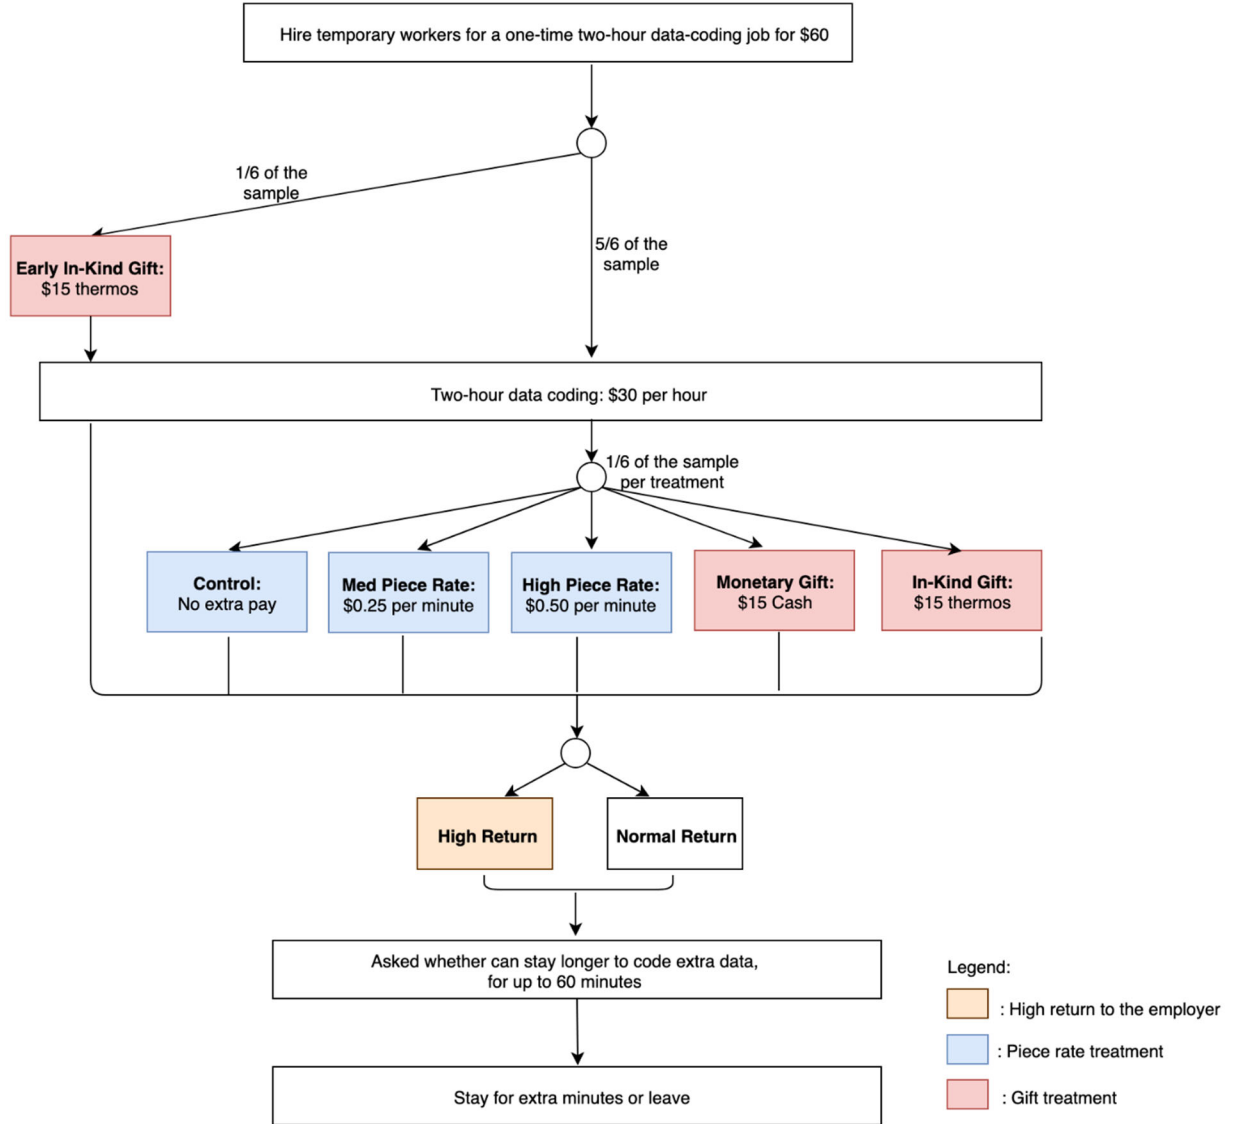 Hire temporary workers for a one-time two-hour data-coding job for $60
1/6 of the
sample
Early In-Kind Gift:
$15 thermos
5/6 of the
sample
Two-hour data coding: $30 per hour
1/6 of the sample
per treatment
Control:
No extra pay
Med Piece Rate:
$0.25 per minute
High Piece Rate:
$0.50 per minute
Monetary Gift:
$15 Cash
In-Kind Gift:
$15 thermos
High Return
Normal Return
Asked whether can stay longer to code extra data,
for up to 60 minutes
Stay for extra minutes or leave
Legend:
: High return to the employer
: Piece rate treatment
: Gift treatment